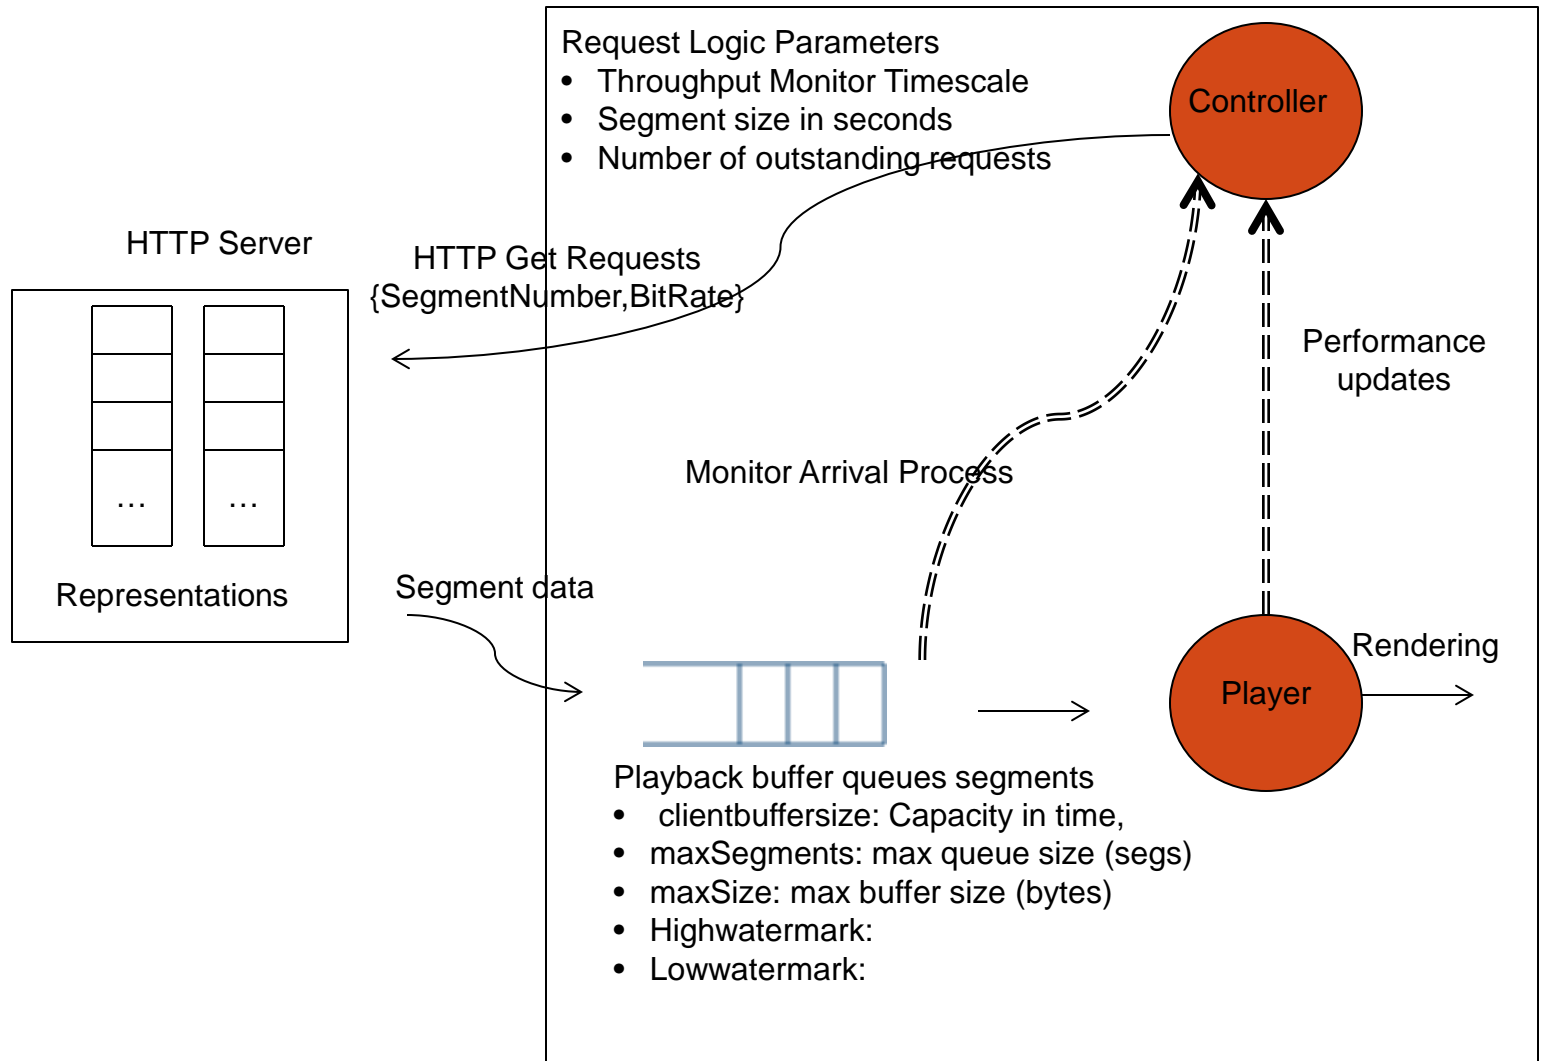 Request Logic Parameters
• Throughput Monitor Timescale
• Segment size in seconds
• Number of outstanding requests
Controller
HTTP Server
HTTP Get Requests
{SegmentNumber,BitRate}
Performance
updates
Monitor Arrival Process
… …
Representations
Segment data
Rendering
Player
Playback buffer queues segments
• clientbuffersize: Capacity in time,
• maxSegments: max queue size (segs)
• maxSize: max buffer size (bytes)
• Highwatermark:
• Lowwatermark: